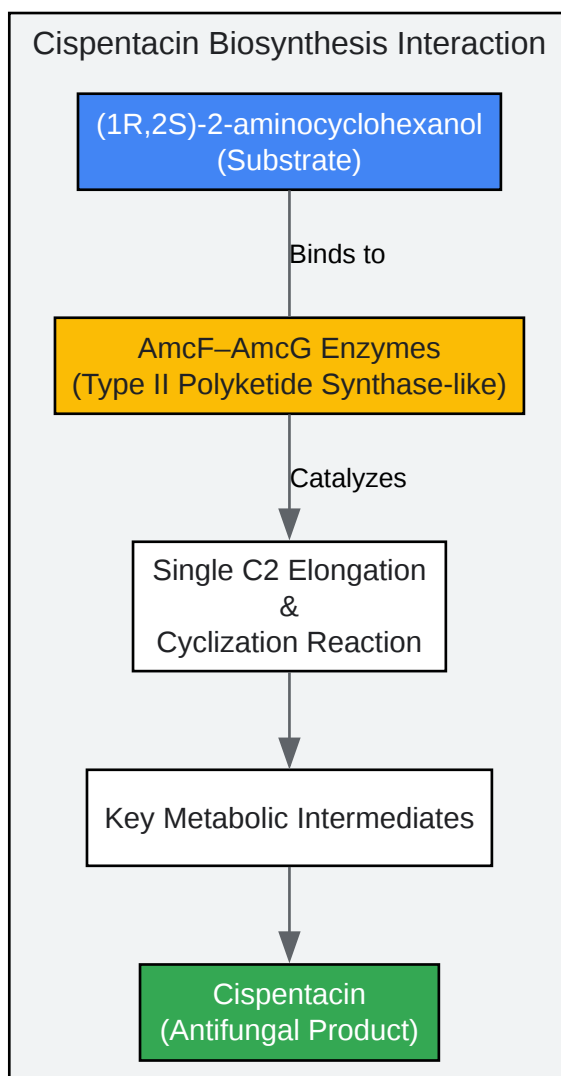 Cispentacin Biosynthesis Interaction
(1R,2S)-2-aminocyclohexanol
(Substrate)
Binds to
AmcF–AmcG Enzymes
(Type II Polyketide Synthase-like)
Catalyzes
Single C2 Elongation
&
Cyclization Reaction
Key Metabolic Intermediates
Cispentacin
(Antifungal Product)